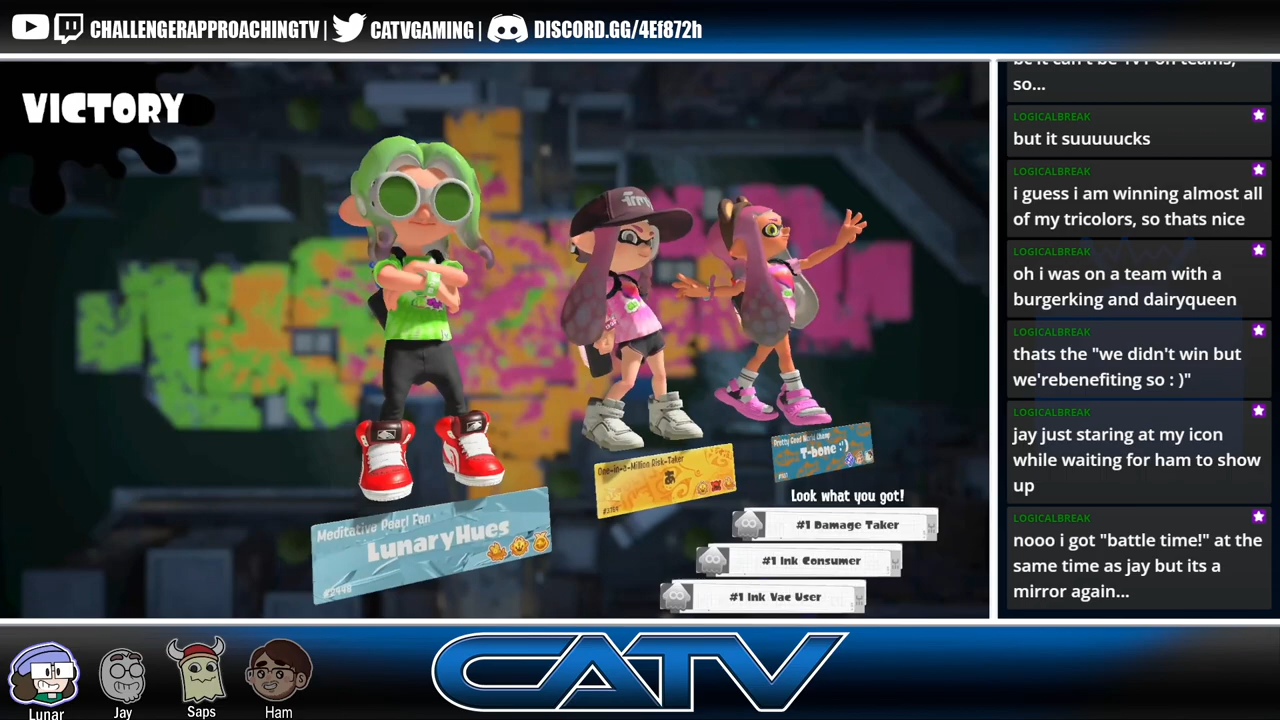 CHALLENGERAPPROACHINGTV | CATVGAMING | DISCORD.GG/4Ef872h
VICTORY
Meditative Pearl Fan
LunaryHues
#2448
One-in-a-Million Risk-Taker
Pretty Good World Champ
T-bone :')
Look what you got!
#1 Damage Taker
#1 Ink Consumer
#1 Ink Vac User
so...
LOGICALBREAK
but it suuuuucks
LOGICALBREAK
i guess i am winning almost all
of my tricolors, so thats nice
LOGICALBREAK
oh i was on a team with a
burgerking and dairyqueen
LOGICALBREAK
thats the "we didn't win but
we'rebenefiting so : )"
LOGICALBREAK
jay just staring at my icon
while waiting for ham to show
up
LOGICALBREAK
nooo i got "battle time!" at the
same time as jay but its a
mirror again...
Lunar
Jay
Saps
Ham
CATV